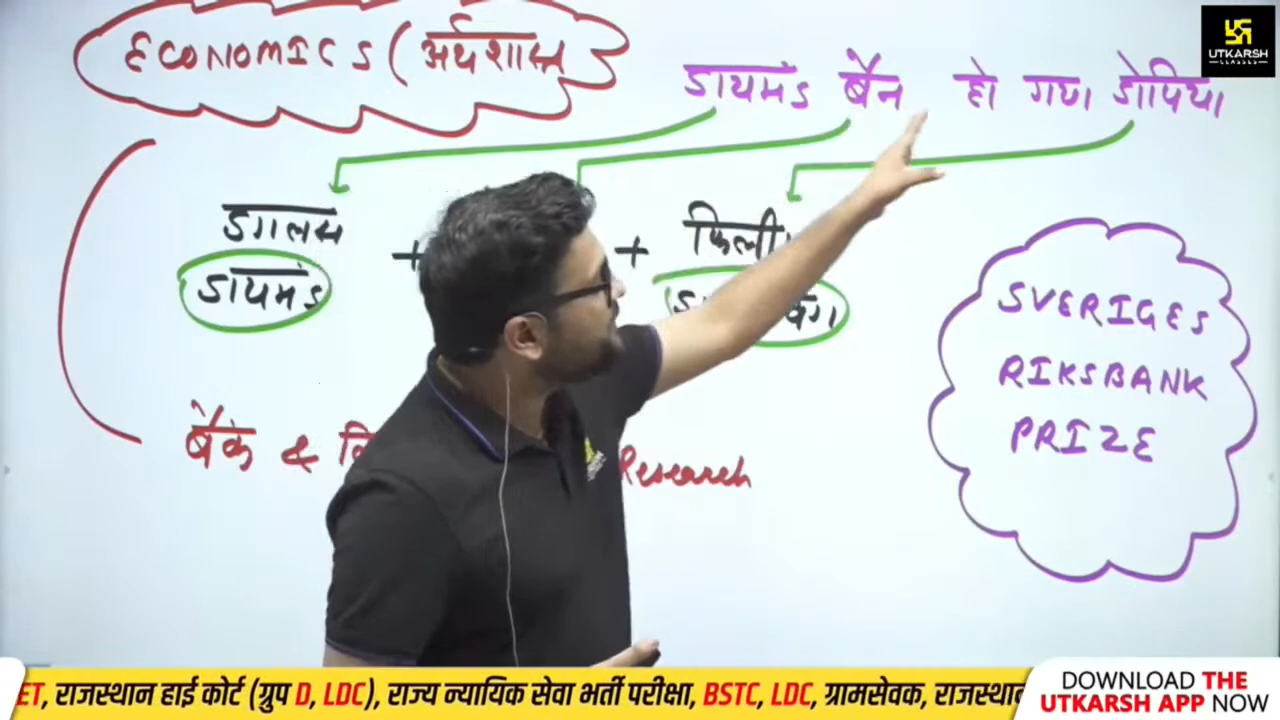 ECONOMICS (अर्थशास्त्र
डायमंड बैन हो गया डोपिया
UTKARSH
CLASSES
डगलस + + फिली
डायमंड
SVERIGES
RIKSBANK
PRIZE
बैंक & Research
ET, राजस्थान हाई कोर्ट (ग्रुप D, LDC), राज्य न्यायिक सेवा भर्ती परीक्षा, BSTC, LDC, ग्रामसेवक, राजस्थान
DOWNLOAD THE
UTKARSH APP NOW